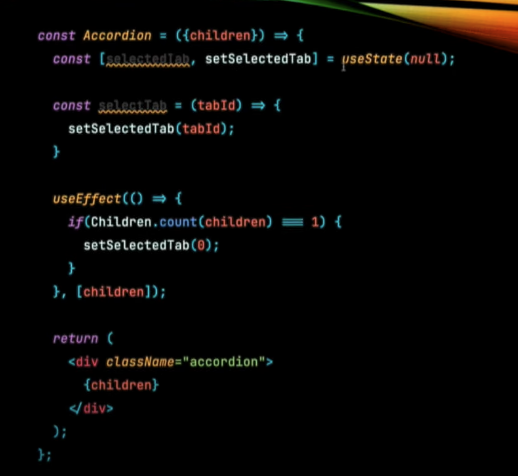 const Accordion = ({children}) => {
const [selectedTab, setSelectedTab] = useState(null);
const selectTab = (tabId) => {
setSelectedTab(tabId);
}
useEffect(() => {
if(Children.count(children) === 1) {
setSelectedTab(0);
}
}, [children]);
return (
<div className="accordion">
{children}
</div>
);
};